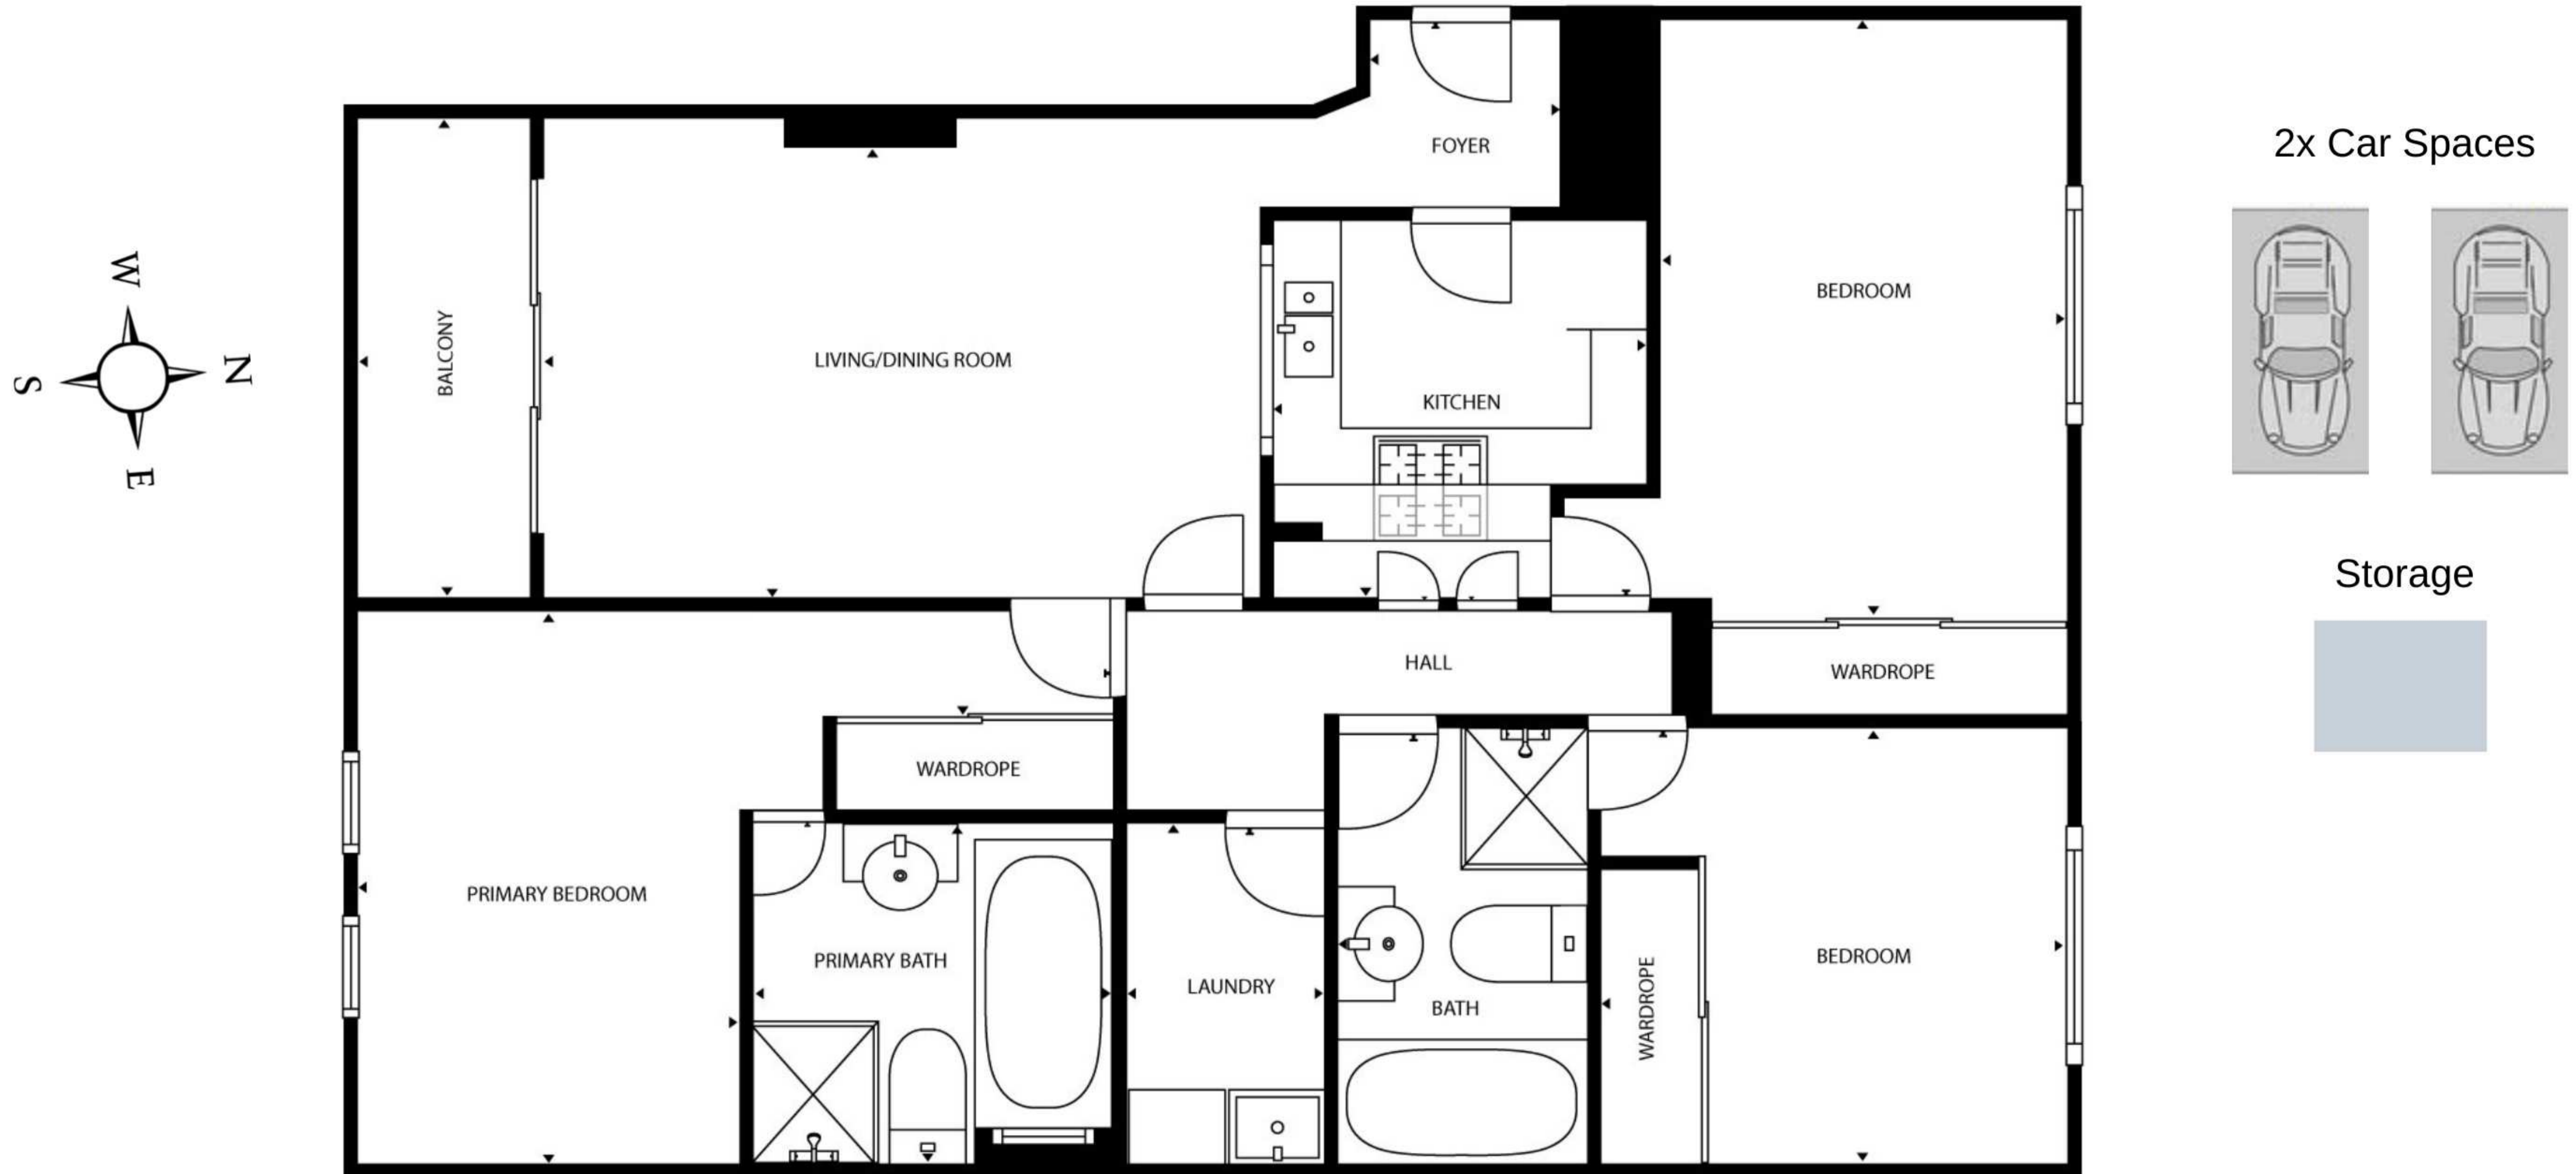 2x Car Spaces
FOYER
W
N
S
E
BALCONY
LIVING/DINING ROOM
KITCHEN
BEDROOM
Storage
HALL
WARDROPE
WARDROPE
PRIMARY BEDROOM
PRIMARY BATH
LAUNDRY
BATH
WARDROPE
BEDROOM